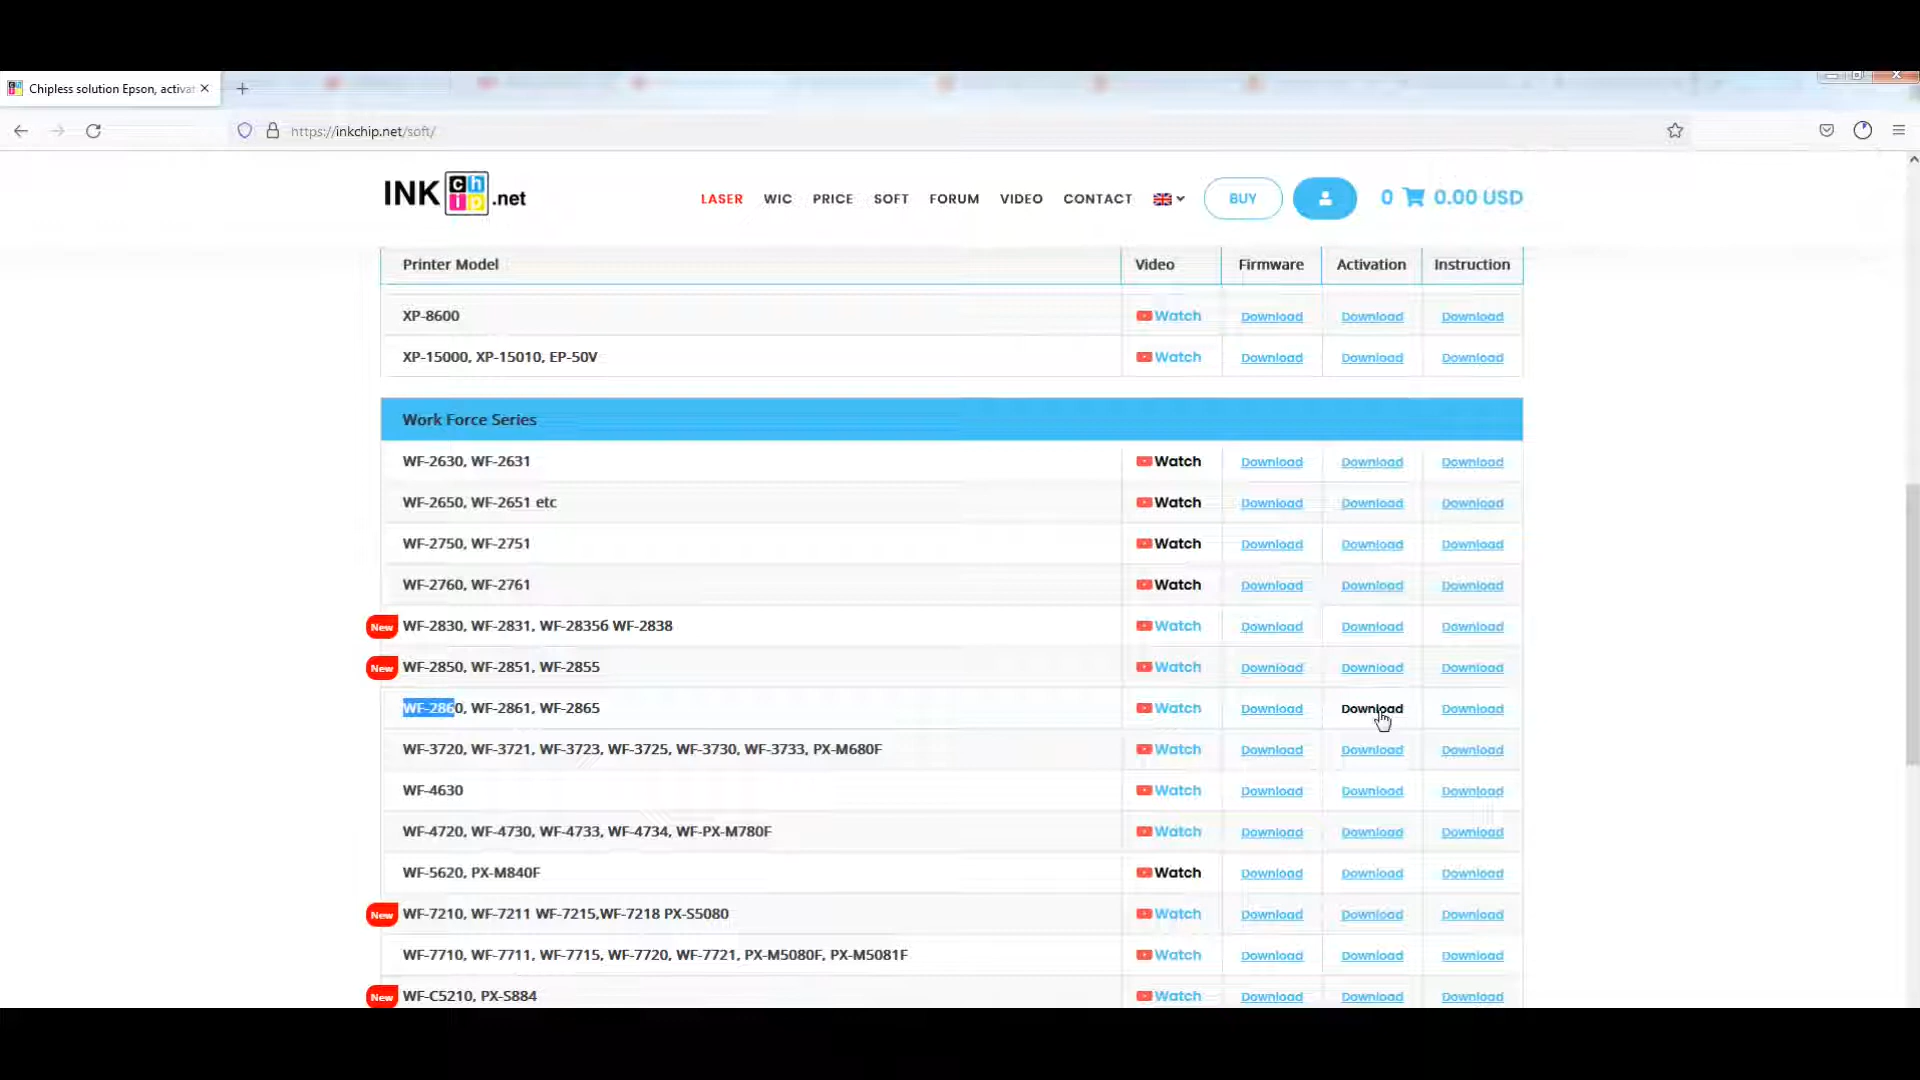 Chipless solution Epson, activat
https://inkchip.net/soft/
INK chip .net
LASER WIC PRICE SOFT FORUM VIDEO CONTACT BUY 0 0.00 USD
Printer Model Video Firmware Activation Instruction
XP-8600 Watch Download Download Download
XP-15000, XP-15010, EP-50V Watch Download Download Download
Work Force Series
WF-2630, WF-2631 Watch Download Download Download
WF-2650, WF-2651 etc Watch Download Download Download
WF-2750, WF-2751 Watch Download Download Download
WF-2760, WF-2761 Watch Download Download Download
New WF-2830, WF-2831, WF-28356 WF-2838 Watch Download Download Download
New WF-2850, WF-2851, WF-2855 Watch Download Download Download
WF-2860, WF-2861, WF-2865 Watch Download Download Download
WF-3720, WF-3721, WF-3723, WF-3725, WF-3730, WF-3733, PX-M680F Watch Download Download Download
WF-4630 Watch Download Download Download
WF-4720, WF-4730, WF-4733, WF-4734, WF-PX-M780F Watch Download Download Download
WF-5620, PX-M840F Watch Download Download Download
New WF-7210, WF-7211 WF-7215,WF-7218 PX-S5080 Watch Download Download Download
WF-7710, WF-7711, WF-7715, WF-7720, WF-7721, PX-M5080F, PX-M5081F Watch Download Download Download
New WF-C5210, PX-S884 Watch Download Download Download